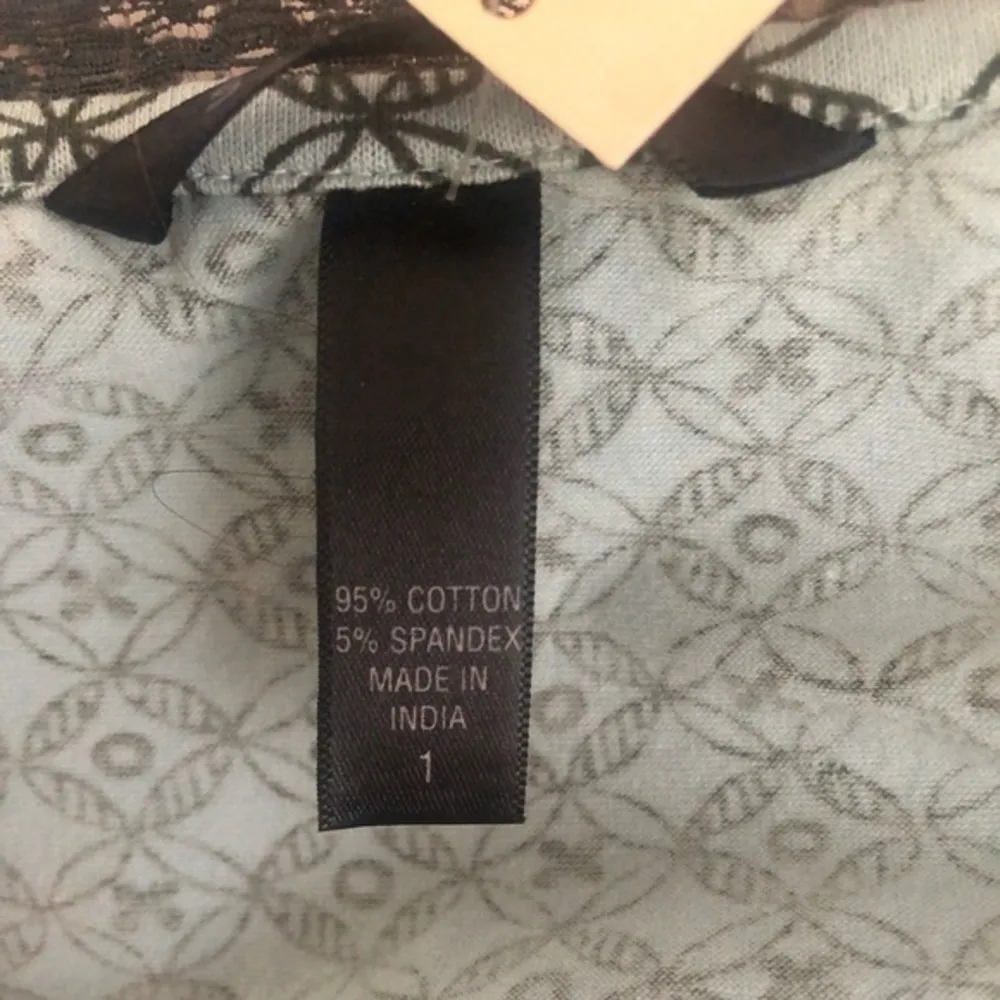 95% COTTON
5% SPANDEX
MADE IN
INDIA
1